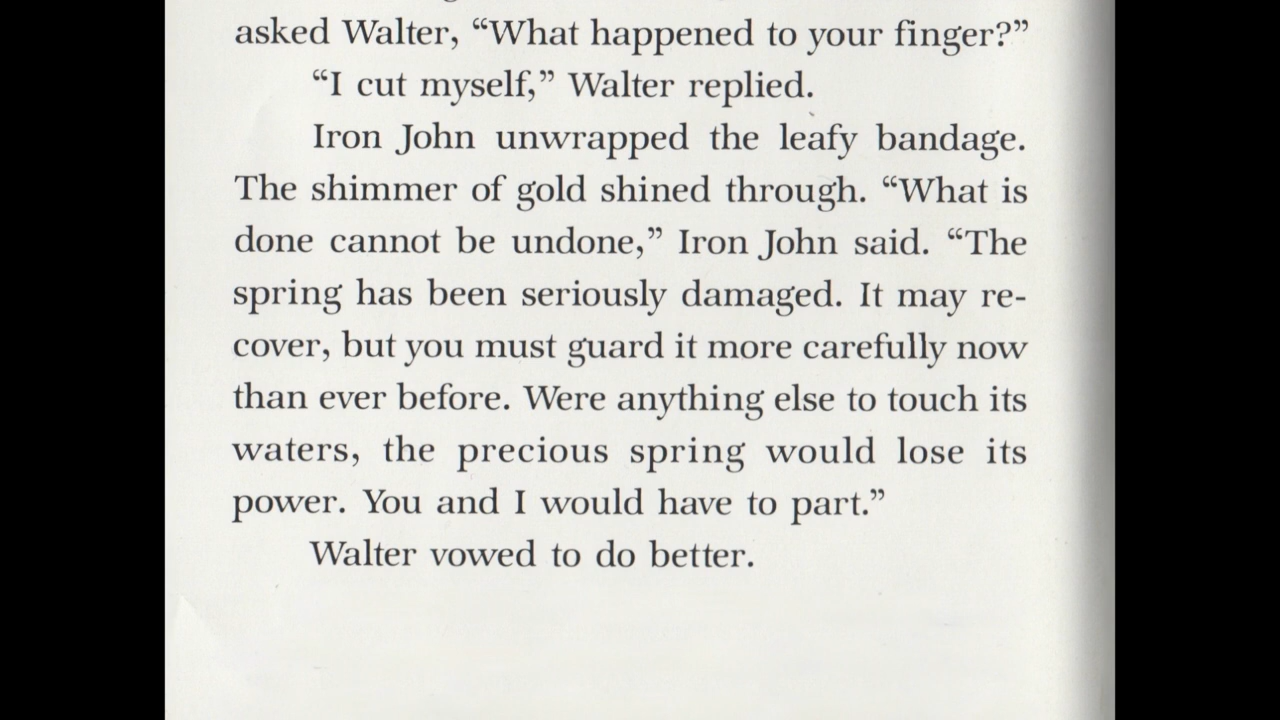 asked Walter, “What happened to your finger?”
“I cut myself,” Walter replied.
Iron John unwrapped the leafy bandage.
The shimmer of gold shined through. “What is
done cannot be undone,” Iron John said. “The
spring has been seriously damaged. It may re-
cover, but you must guard it more carefully now
than ever before. Were anything else to touch its
waters, the precious spring would lose its
power. You and I would have to part.”
Walter vowed to do better.